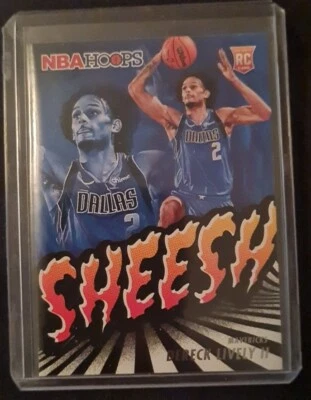 NBA HOOPS
RC
DALLAS
2
DALLAS
2
SHEESH
MAVERICKS
DERECK LIVELY II